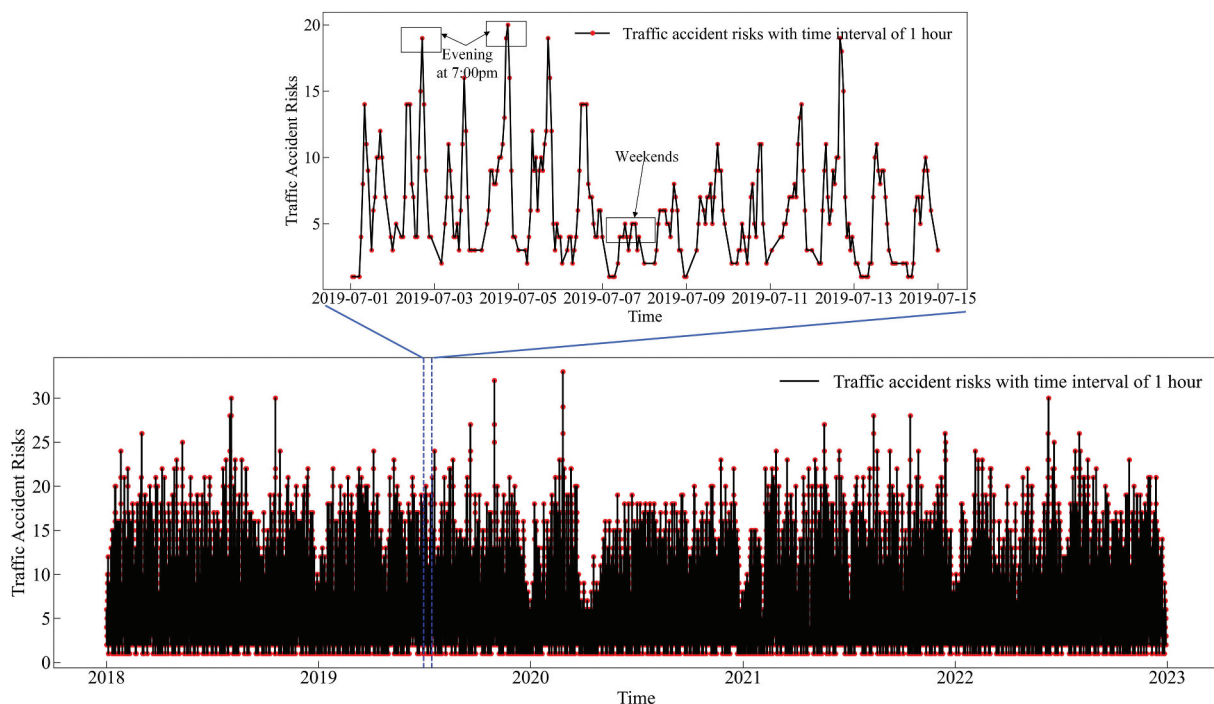 20
15
10
5
Traffic Accident Risks
Traffic accident risks with time interval of 1 hour
Evening
at 7:00pm
Weekends
2019-07-01 2019-07-03 2019-07-05 2019-07-07 2019-07-09 2019-07-11 2019-07-13 2019-07-15
Time
30
25
20
15
10
5
0
Traffic Accident Risks
Traffic accident risks with time interval of 1 hour
2018 2019 2020 2021 2022 2023
Time